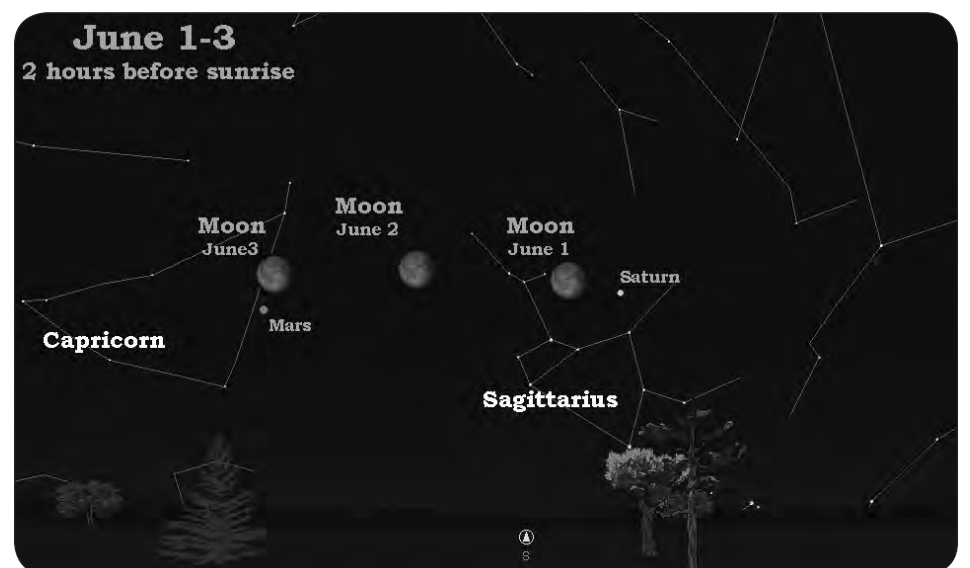 June 1-3
2 hours before sunrise
Moon
June 2
Moon
June3
Moon
June 1
Saturn
Mars
Capricorn
Sagittarius
S